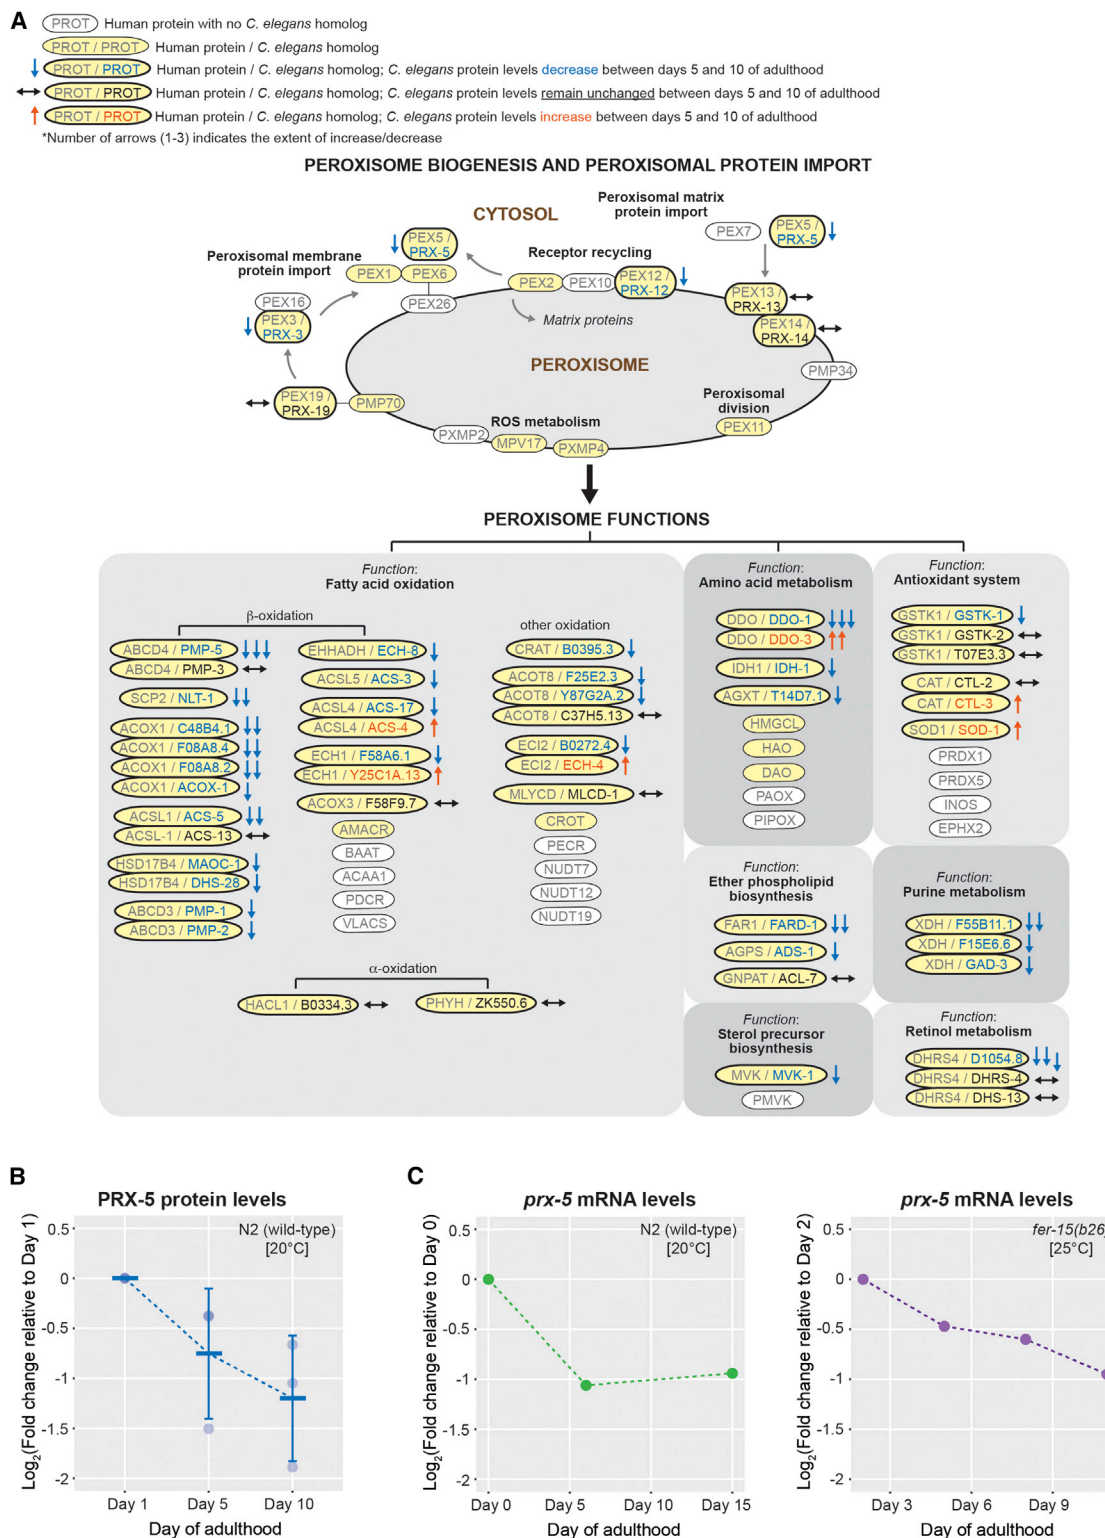 A
PROT Human protein with no C. elegans homolog
PROT / PROT Human protein / C. elegans homolog
↓ PROT / PROT Human protein / C. elegans homolog; C. elegans protein levels decrease between days 5 and 10 of adulthood
↔ PROT / PROT Human protein / C. elegans homolog; C. elegans protein levels remain unchanged between days 5 and 10 of adulthood
↑ PROT / PROT Human protein / C. elegans homolog; C. elegans protein levels increase between days 5 and 10 of adulthood
*Number of arrows (1-3) indicates the extent of increase/decrease
PEROXISOME BIOGENESIS AND PEROXISOMAL PROTEIN IMPORT
CYTOSOL
Peroxisomal matrix
protein import
PEX7
PEX5 /
PRX-5
PEX5 /
PRX-5
Receptor recycling
Peroxisomal membrane
protein import
PEX1
PEX6
PEX26
PEX2
PEX10
PEX12 /
PRX-12
PEX13 /
PRX-13
PEX14 /
PRX-14
PEX16
PEX3 /
PRX-3
Matrix proteins
PEROXISOME
PMP34
PEX19 /
PRX-19
PMP70
Peroxisomal
division
PEX11
ROS metabolism
PXMP2
MPV17
PXMP4
PEROXISOME FUNCTIONS
Function:
Fatty acid oxidation
β-oxidation
ABCD4 / PMP-5
ABCD4 / PMP-3
SCP2 / NLT-1
ACOX1 / C48B4.1
ACOX1 / F08A8.4
ACOX1 / F08A8.2
ACOX1 / ACOX-1
ACSL1 / ACS-5
ACSL-1 / ACS-13
HSD17B4 / MAOC-1
HSD17B4 / DHS-28
ABCD3 / PMP-1
ABCD3 / PMP-2
EHHADH / ECH-8
ACSL5 / ACS-3
ACSL4 / ACS-17
ACSL4 / ACS-4
ECH1 / F58A6.1
ECH1 / Y25C1A.13
ACOX3 / F58F9.7
AMACR
BAAT
ACAA1
PDCR
VLACS
other oxidation
CRAT / B0395.3
ACOT8 / F25E2.3
ACOT8 / Y87G2A.2
ACOT8 / C37H5.13
ECI2 / B0272.4
ECI2 / ECH-4
MLYCD / MLCD-1
CROT
PECR
NUDT7
NUDT12
NUDT19
α-oxidation
HACL1 / B0334.3
PHYH / ZK550.6
Function:
Amino acid metabolism
DDO / DDO-1
DDO / DDO-3
IDH1 / IDH-1
AGXT / T14D7.1
HMGCL
HAO
DAO
PAOX
PIPOX
Function:
Antioxidant system
GSTK1 / GSTK-1
GSTK1 / GSTK-2
GSTK1 / T07E3.3
CAT / CTL-2
CAT / CTL-3
SOD1 / SOD-1
PRDX1
PRDX5
INOS
EPHX2
Function:
Ether phospholipid
biosynthesis
FAR1 / FARD-1
AGPS / ADS-1
GNPAT / ACL-7
Function:
Purine metabolism
XDH / F55B11.1
XDH / F15E6.6
XDH / GAD-3
Function:
Sterol precursor
biosynthesis
MVK / MVK-1
PMVK
Function:
Retinol metabolism
DHRS4 / D1054.8
DHRS4 / DHRS-4
DHRS4 / DHS-13
B
PRX-5 protein levels
N2 (wild-type)
[20°C]
Log2(Fold change relative to Day 1)
0.5
0
-0.5
-1
-1.5
-2
Day 1 Day 5 Day 10
Day of adulthood
C
prx-5 mRNA levels
N2 (wild-type)
[20°C]
Log2(Fold change relative to Day 0)
0.5
0
-0.5
-1
-1.5
-2
Day 0 Day 5 Day 10 Day 15
Day of adulthood
prx-5 mRNA levels
fer-15(b26)
[25°C]
Log2(Fold change relative to Day 2)
0.5
0
-0.5
-1
-1.5
-2
Day 3 Day 6 Day 9
Day of adulthood